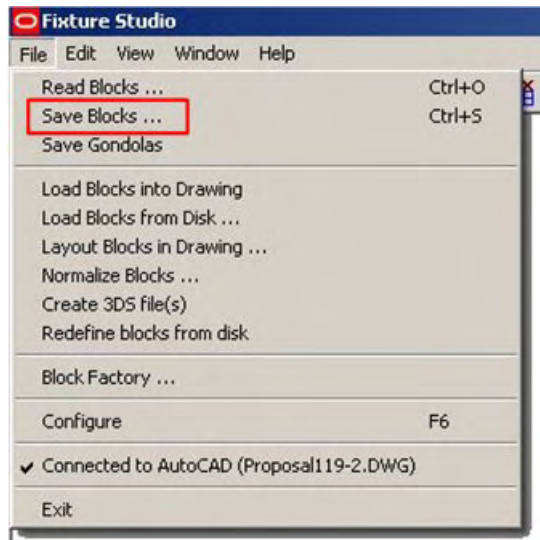 Fixture Studio
File Edit View Window Help
Read Blocks ... Ctrl+O
Save Blocks ... Ctrl+S
Save Gondolas
Load Blocks into Drawing
Load Blocks from Disk ...
Layout Blocks in Drawing ...
Normalize Blocks ...
Create 3DS file(s)
Redefine blocks from disk
Block Factory ...
Configure F6
Connected to AutoCAD (Proposal119-2.DWG)
Exit